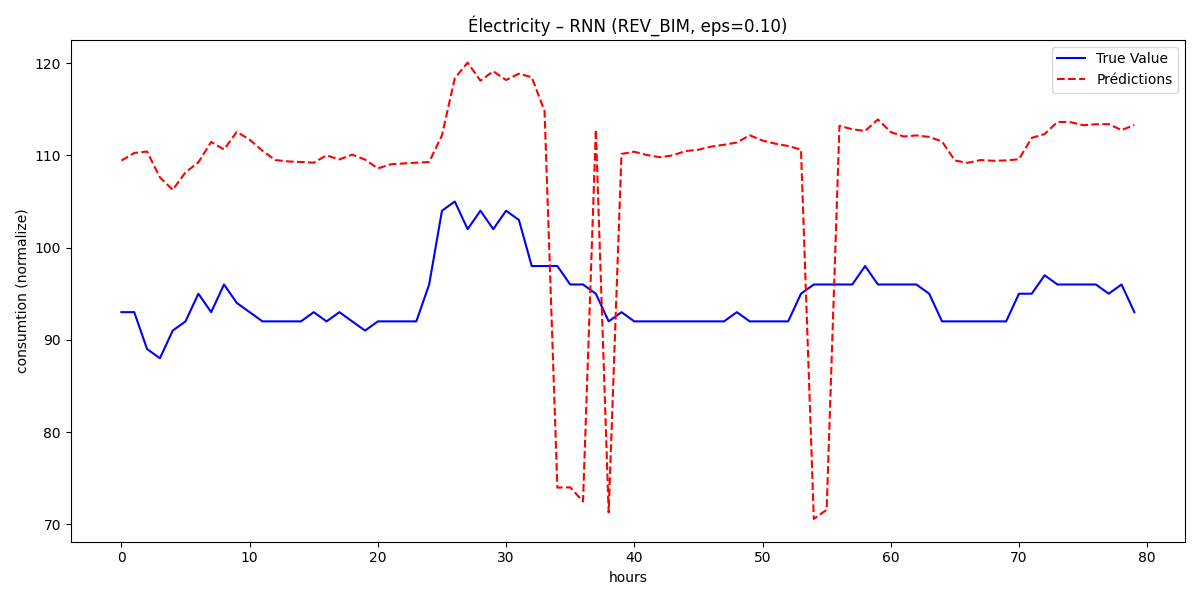 Électricity – RNN (REV_BIM, eps=0.10)
True Value
Prédictions
consumtion (normalize)
120
110
100
90
80
70
0 10 20 30 40 50 60 70 80
hours